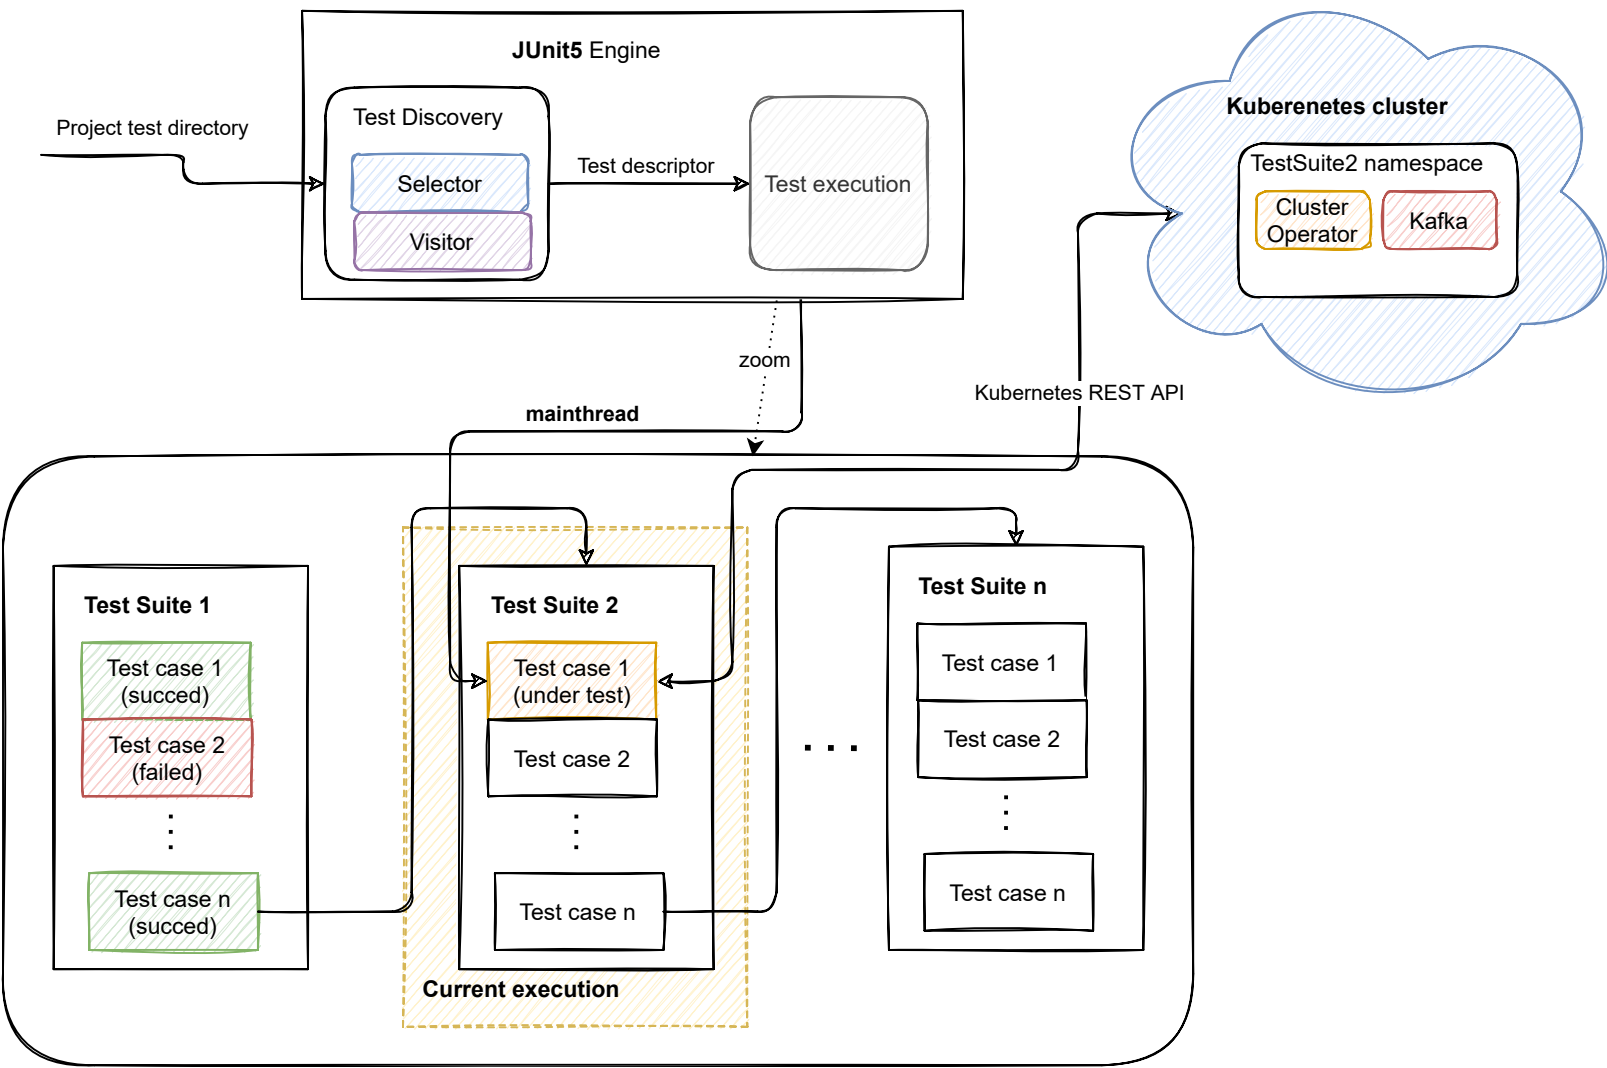 JUnit5 Engine
Project test directory
Test Discovery
Selector
Visitor
Test descriptor
Test execution
Kuberenetes cluster
TestSuite2 namespace
Cluster
Operator
Kafka
zoom
Kubernetes REST API
mainthread
Test Suite 1
Test case 1
(succed)
Test case 2
(failed)
Test case n
(succed)
Test Suite 2
Test case 1
(under test)
Test case 2
Test case n
Current execution
. . .
Test Suite n
Test case 1
Test case 2
Test case n